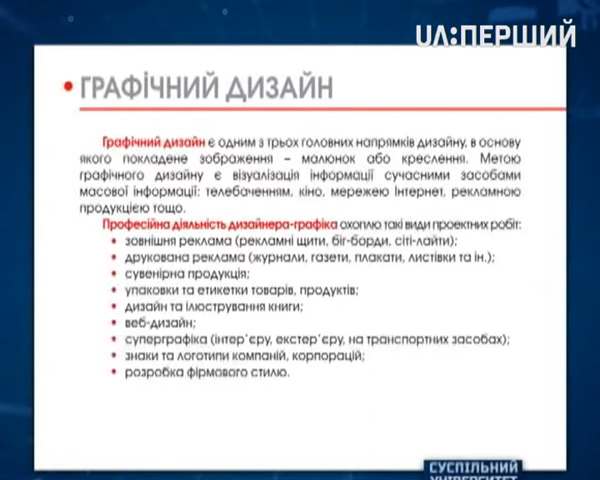 UA:ПЕРШИЙ
• ГРАФІЧНИЙ ДИЗАЙН
Графічний дизайн є одним з трьох головних напрямків дизайну, в основу
якого покладене зображення – малюнок або креслення. Метою
графічного дизайну є візуалізація інформації сучасними засобами
масової інформації: телебаченням, кіно, мережею Інтернет, рекламною
продукцією тощо.
Професійна діяльність дизайнера-графіка охоплю такі види проектних робіт:
• зовнішня реклама (рекламні щити, біг-борди, сіті-лайти);
• друкована реклама (журнали, газети, плакати, листівки та ін.);
• сувенірна продукція;
• упаковки та етикетки товарів, продуктів;
• дизайн та ілюстрування книги;
• веб-дизайн;
• суперграфіка (інтер’єру, екстер’єру, на транспортних засобах);
• знаки та логотипи компаній, корпорацій;
• розробка фірмового стилю.
СУСПІЛЬНИЙ
УНІВЕРСИТЕТ